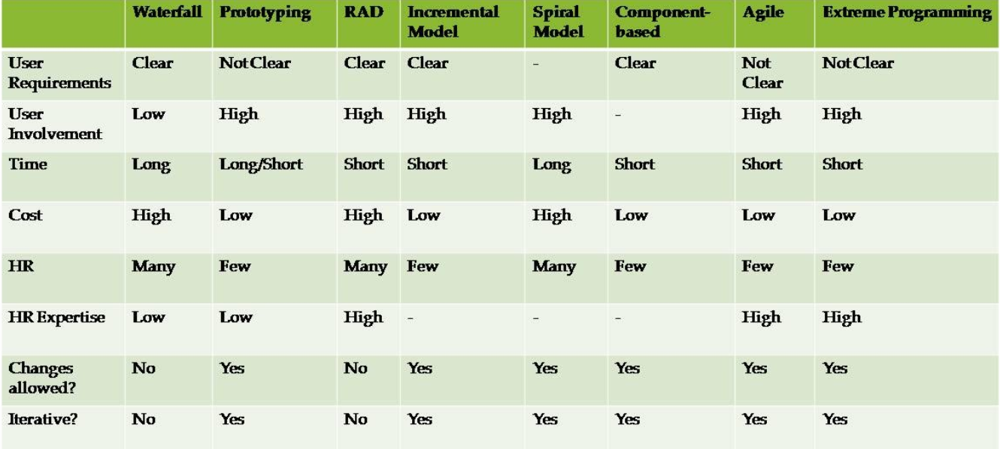 Waterfall Prototyping RAD Incremental Model Spiral Model Component-based Agile Extreme Programming
User Requirements Clear Not Clear Clear Clear - Clear Not Clear Not Clear
User Involvement Low High High High High - High High
Time Long Long/Short Short Short Long Short Short Short
Cost High Low High Low High Low Low Low
HR Many Few Many Few Many Few Few Few
HR Expertise Low Low High - - - High High
Changes allowed? No Yes No Yes Yes Yes Yes Yes
Iterative? No Yes No Yes Yes Yes Yes Yes